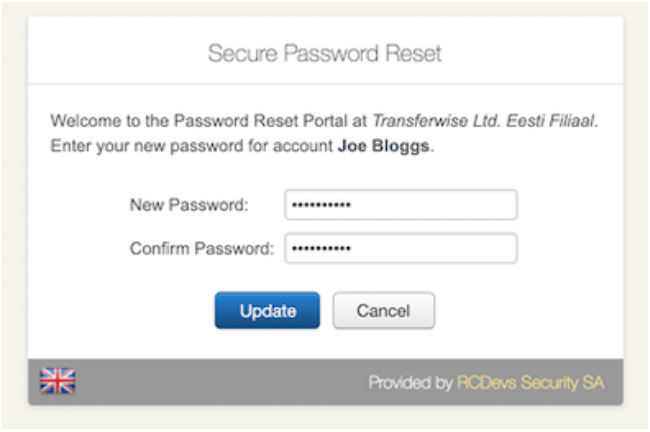 Secure Password Reset
Welcome to the Password Reset Portal at Transferwise Ltd. Eesti Filiaal.
Enter your new password for account Joe Bloggs.
New Password: ••••••••••
Confirm Password: ••••••••••
Update Cancel
Provided by RCDevs Security SA